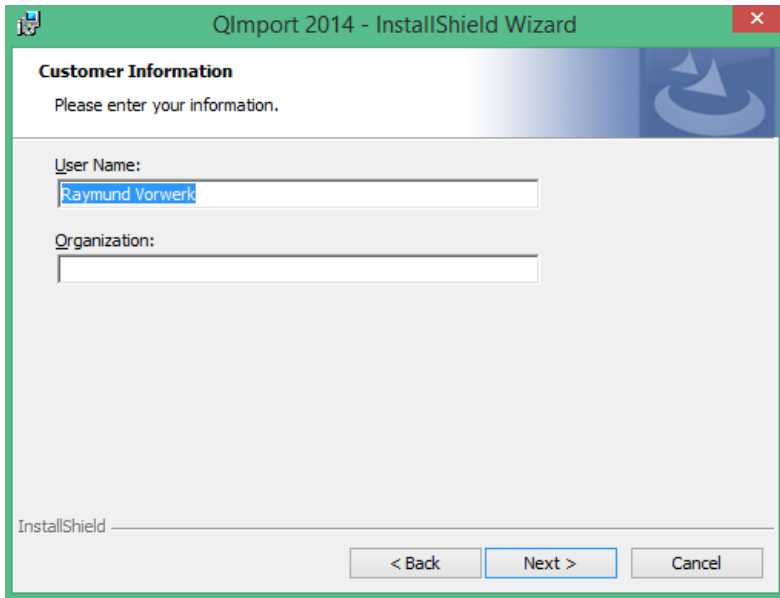 QImport 2014 - InstallShield Wizard
Customer Information
Please enter your information.
User Name:
Raymund Vorwerk
Organization:
InstallShield
< Back Next > Cancel